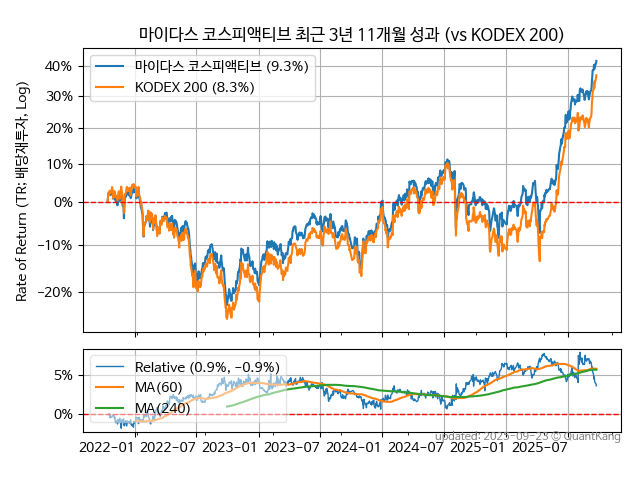 마이다스 코스피액티브 최근 3년 11개월 성과 (vs KODEX 200)
Rate of Return (TR: 배당재투자, Log)
40%
30%
20%
10%
0%
−10%
−20%
마이다스 코스피액티브 (9.3%)
KODEX 200 (8.3%)
5%
0%
Relative (0.9%, −0.9%)
MA(60)
MA(240)
updated: 2025-09-23 © QuantKang
2022−01 2022−07 2023−01 2023−07 2024−01 2024−07 2025−01 2025−07